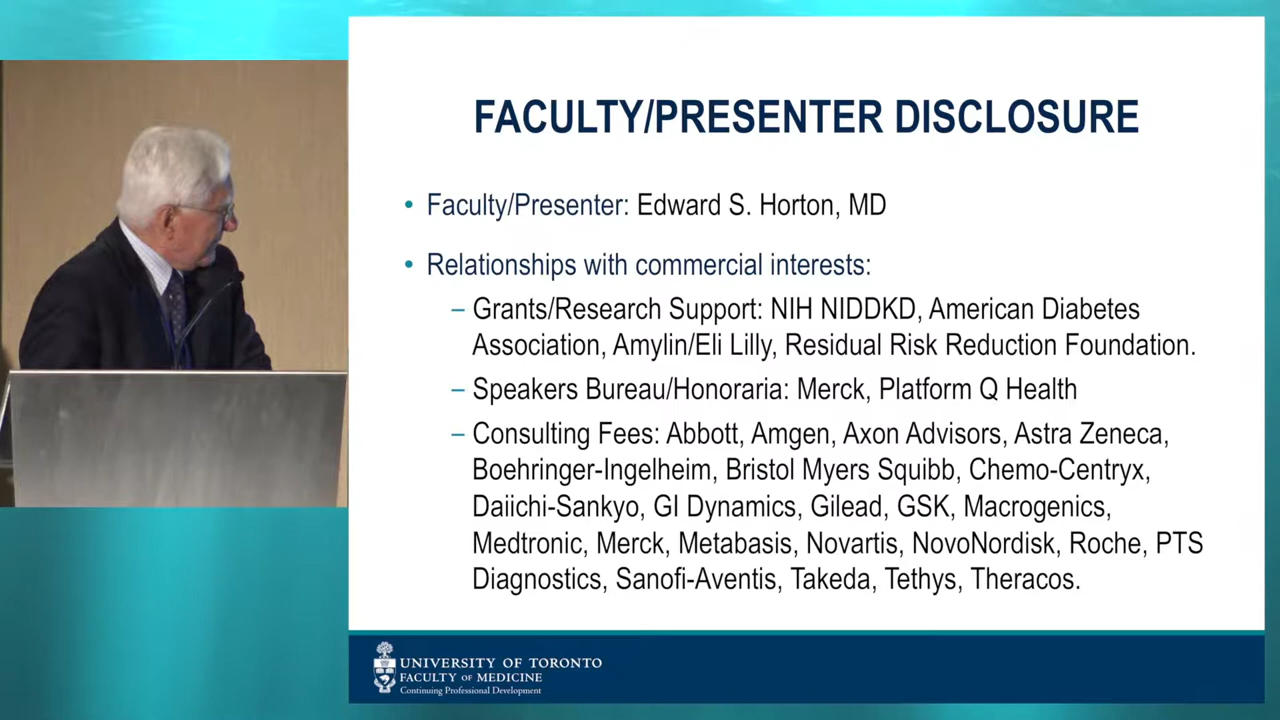 FACULTY/PRESENTER DISCLOSURE
• Faculty/Presenter: Edward S. Horton, MD
• Relationships with commercial interests:
– Grants/Research Support: NIH NIDDKD, American Diabetes
Association, Amylin/Eli Lilly, Residual Risk Reduction Foundation.
– Speakers Bureau/Honoraria: Merck, Platform Q Health
– Consulting Fees: Abbott, Amgen, Axon Advisors, Astra Zeneca,
Boehringer-Ingelheim, Bristol Myers Squibb, Chemo-Centryx,
Daiichi-Sankyo, GI Dynamics, Gilead, GSK, Macrogenics,
Medtronic, Merck, Metabasis, Novartis, NovoNordisk, Roche, PTS
Diagnostics, Sanofi-Aventis, Takeda, Tethys, Theracos.
UNIVERSITY OF TORONTO
FACULTY OF MEDICINE
Continuing Professional Development